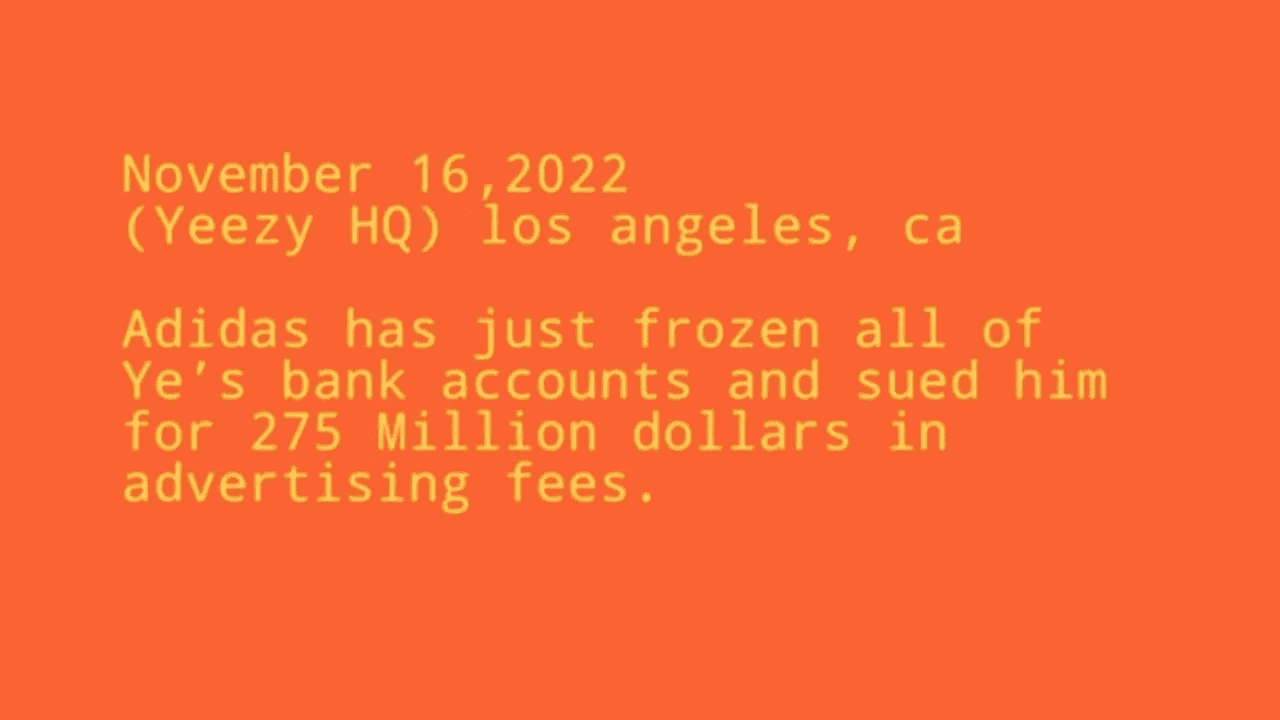 November 16,2022
(Yeezy HQ) los angeles, ca
Adidas has just frozen all of
Ye’s bank accounts and sued him
for 275 Million dollars in
advertising fees.